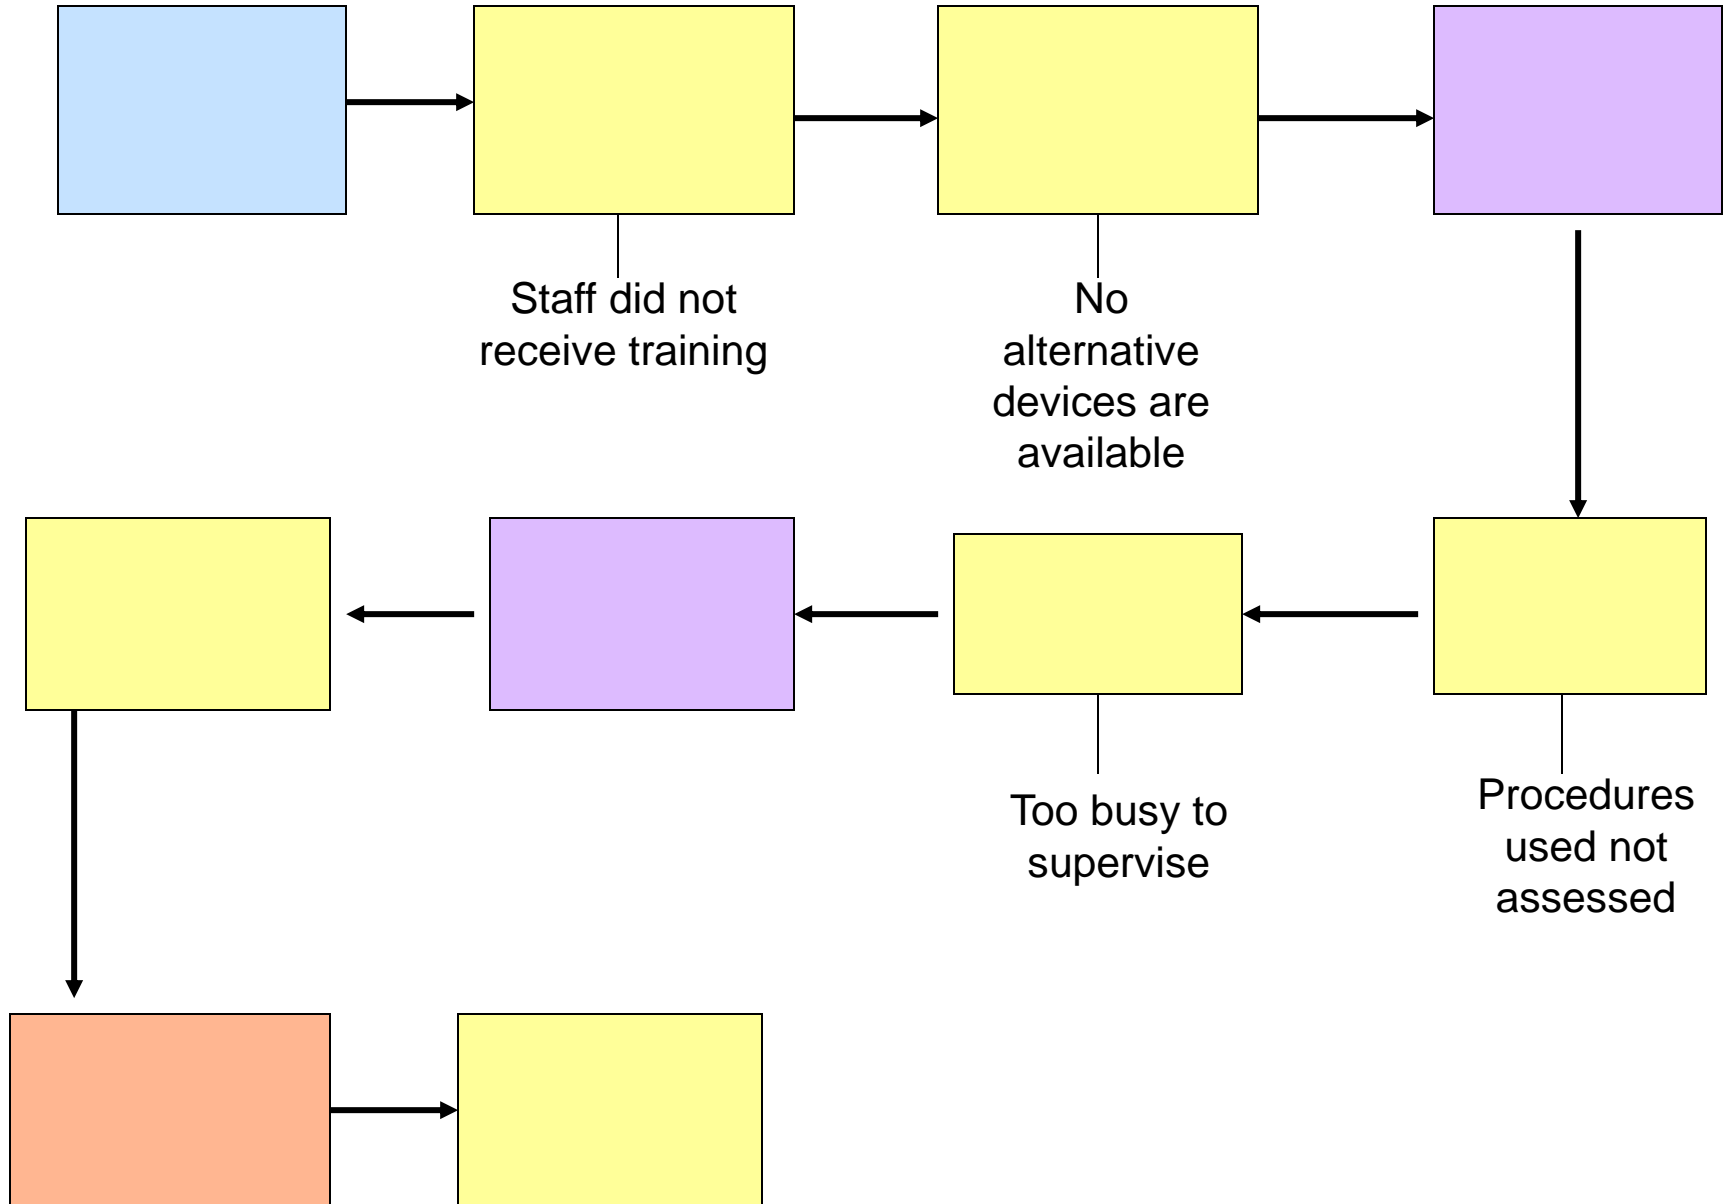 Staff did not
receive training
No
alternative
devices are
available
Too busy to
supervise
Procedures
used not
assessed